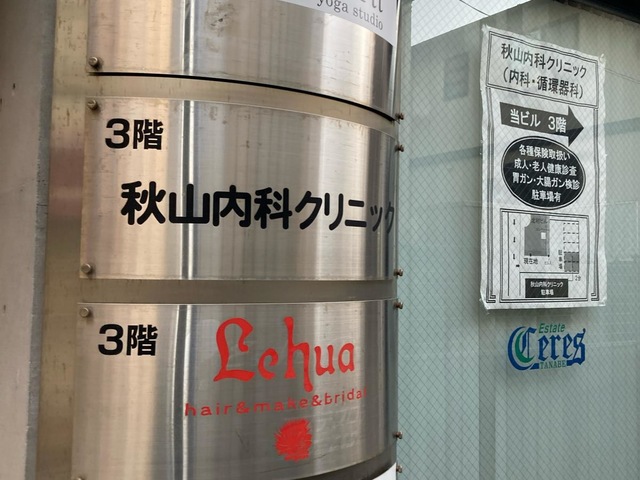 yoga studio
3階
秋山内科クリニック
3階
Lehua
hair&make&bridal
秋山内科クリニック
(内科・循環器科)
当ビル 3階
各種保険取扱い
成人・老人健康診査
胃ガン・大腸ガン検診
駐車場有
現在地
秋山内科クリニック
駐車場
Estate
Ceres
TANABE